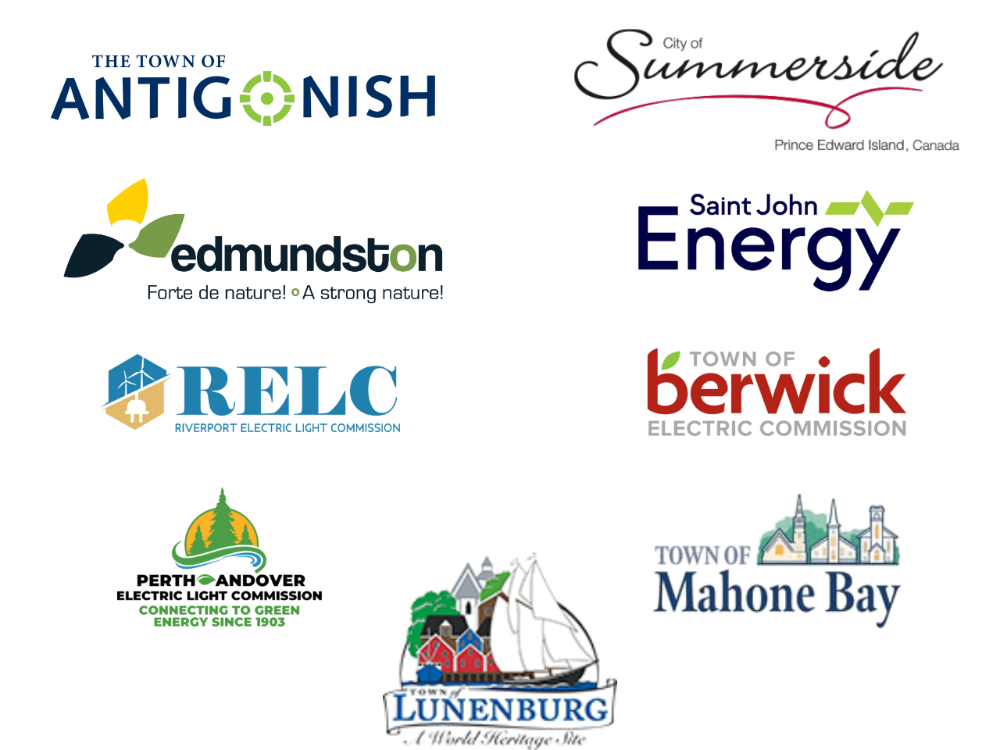 THE TOWN OF
ANTIGONISH
City of
Summerside
Prince Edward Island, Canada
edmundston
Forte de nature! o A strong nature!
Saint John
Energy
RELC
RIVERPORT ELECTRIC LIGHT COMMISSION
TOWN OF
berwick
ELECTRIC COMMISSION
PERTH ANDOVER
ELECTRIC LIGHT COMMISSION
CONNECTING TO GREEN
ENERGY SINCE 1903
TOWN OF
Mahone Bay
TOWN of
LUNENBURG
A World Heritage Site